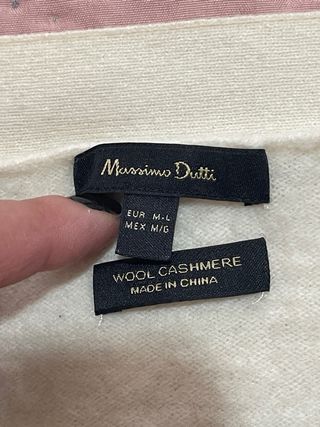 Massimo Dutti
EUR M-L
MEX M/G
WOOL CASHMERE
MADE IN CHINA